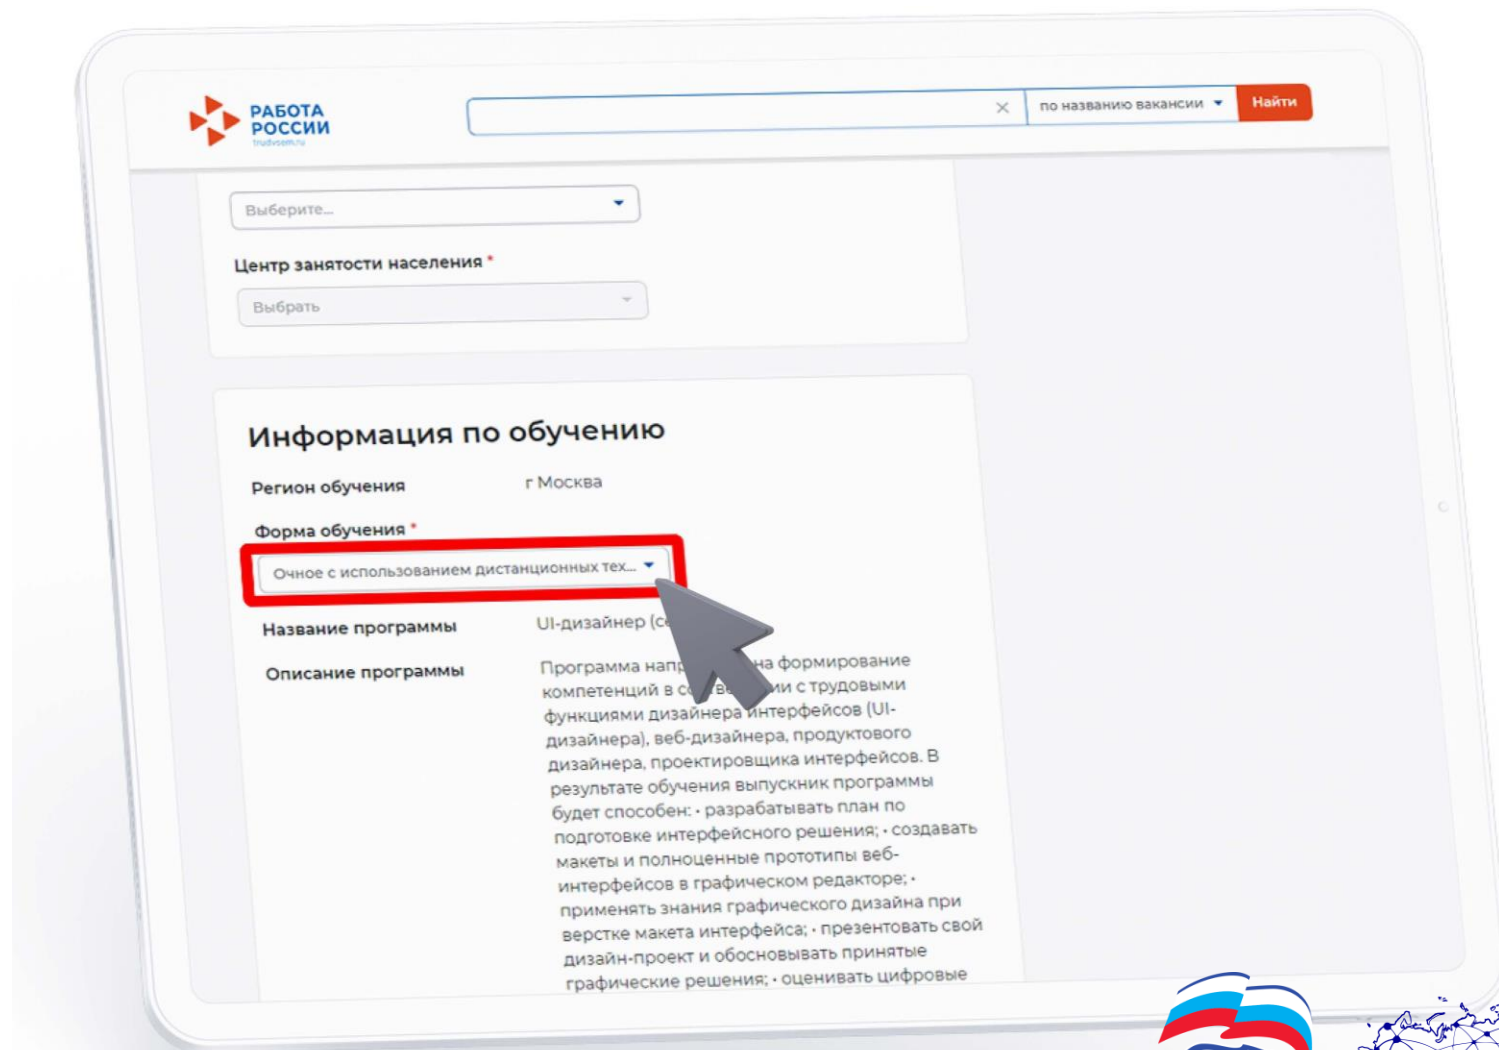 РАБОТА
РОССИИ
trudvsem.ru
по названию вакансии
Найти
Выберите...
Центр занятости населения *
Выбрать
Информация по обучению
Регион обучения г Москва
Форма обучения *
Очное с использованием дистанционных тех...
Название программы UI-дизайнер
Описание программы Программа на формирование
компетенций в с трудовыми
функциями дизайнера интерфейсов (UI-
дизайнера), веб-дизайнера, продуктового
дизайнера, проектировщика интерфейсов. В
результате обучения выпускник программы
будет способен: • разрабатывать план по
подготовке интерфейсного решения; • создавать
макеты и полноценные прототипы веб-
интерфейсов в графическом редакторе; •
применять знания графического дизайна при
верстке макета интерфейса; • презентовать свой
дизайн-проект и обосновывать принятые
графические решения; • оценивать цифровые